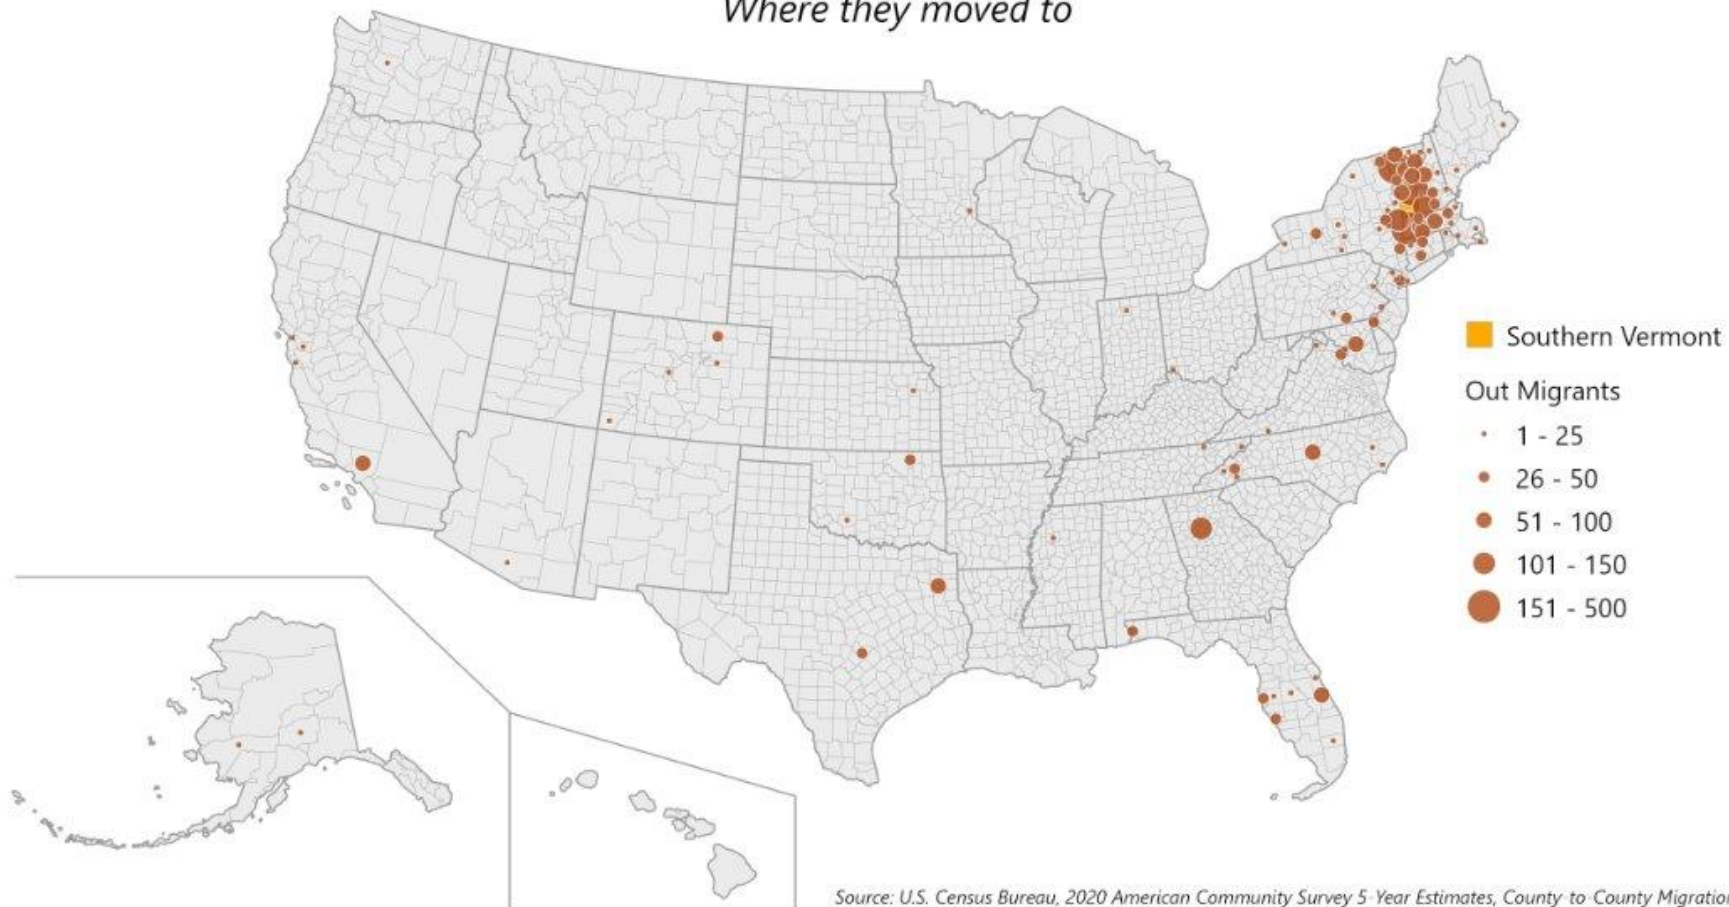 Where they moved to
Southern Vermont
Out Migrants
1 - 25
26 - 50
51 - 100
101 - 150
151 - 500
Source: U.S. Census Bureau, 2020 American Community Survey 5-Year Estimates, County-to-County Migration